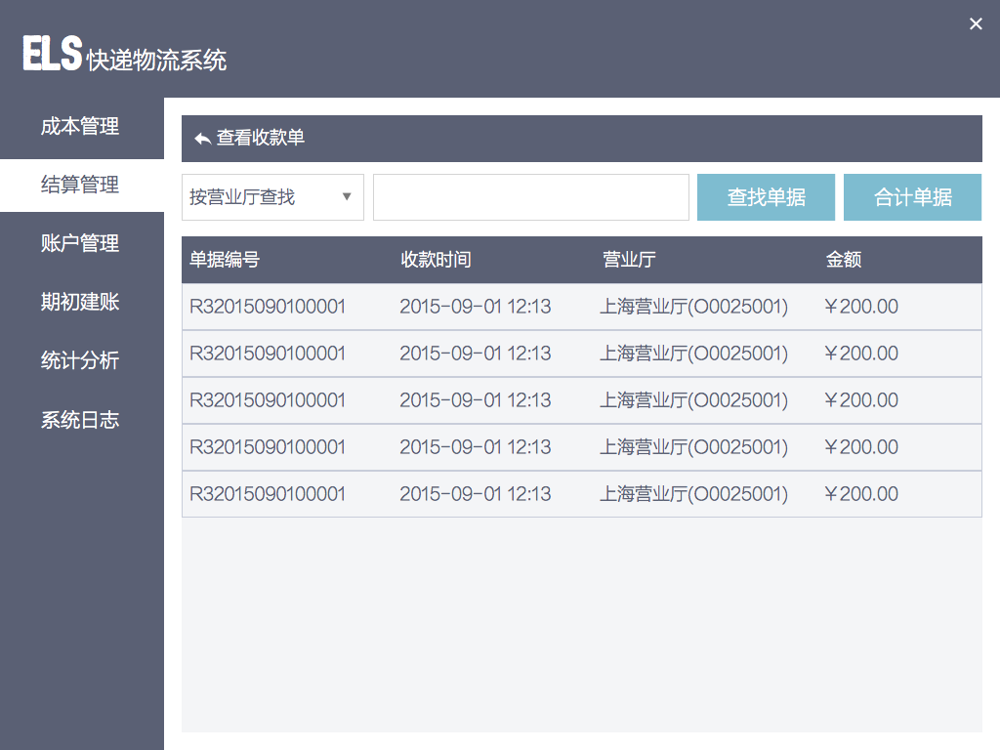 ELS快递物流系统
×
成本管理
结算管理
账户管理
期初建账
统计分析
系统日志
查看收款单
按营业厅查找 查找单据 合计单据
单据编号 收款时间 营业厅 金额
R32015090100001 2015-09-01 12:13 上海营业厅(O0025001) ￥200.00
R32015090100001 2015-09-01 12:13 上海营业厅(O0025001) ￥200.00
R32015090100001 2015-09-01 12:13 上海营业厅(O0025001) ￥200.00
R32015090100001 2015-09-01 12:13 上海营业厅(O0025001) ￥200.00
R32015090100001 2015-09-01 12:13 上海营业厅(O0025001) ￥200.00